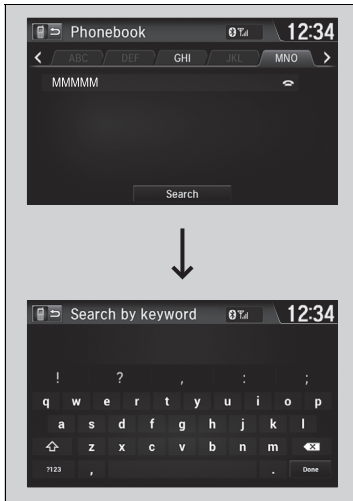 Phonebook 12:34
ABC DEF GHI JKL MNO
MMMMM
Search
Search by keyword 12:34
! ? , : ;
q w e r t y u i o p
a s d f g h j k l
z x c v b n m
?123 , . Done